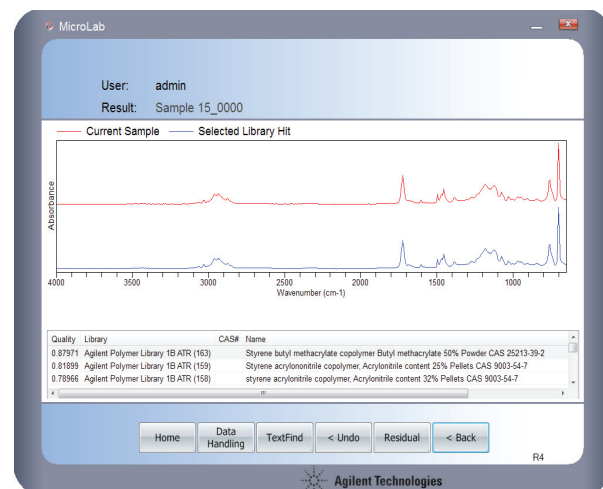 MicroLab
User: admin
Result: Sample 15_0000
Current Sample Selected Library Hit
Absorbance
4000 3500 3000 2500 2000 1500 1000
Wavenumber (cm-1)
Quality Library CAS# Name
0.87971 Agilent Polymer Library 1B ATR (163) Styrene butyl methacrylate copolymer Butyl methacrylate 50% Powder CAS 25213-39-2
0.81899 Agilent Polymer Library 1B ATR (159) Styrene acrylononitrile copolymer, Acrylonitrile content 25% Pellets CAS 9003-54-7
0.78966 Agilent Polymer Library 1B ATR (158) styrene acrylonitrile copolymer, Acrylonitrile content 32% Pellets CAS 9003-54-7
Home Data Handling TextFind < Undo Residual < Back
R4
Agilent Technologies